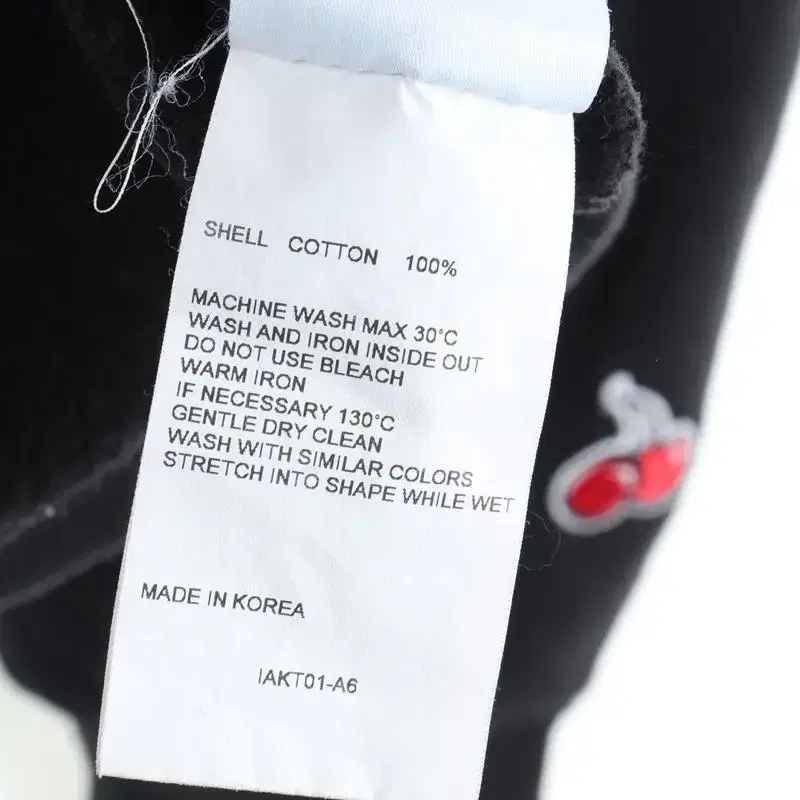 SHELL COTTON 100%
MACHINE WASH MAX 30°C
WASH AND IRON INSIDE OUT
DO NOT USE BLEACH
WARM IRON
IF NECESSARY 130°C
GENTLE DRY CLEAN
WASH WITH SIMILAR COLORS
STRETCH INTO SHAPE WHILE WET
MADE IN KOREA
IAKT01-A6